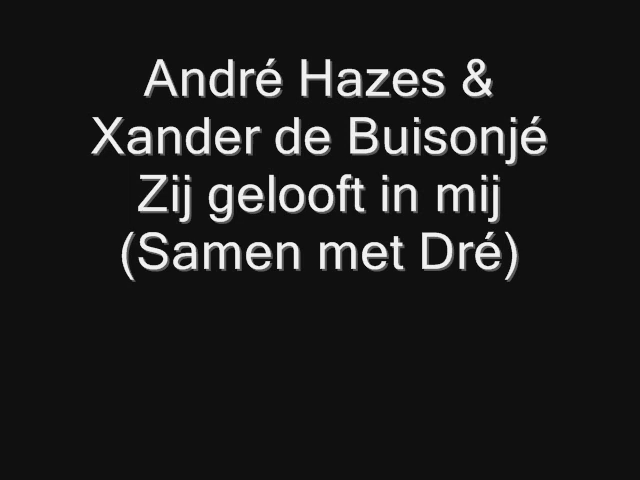 André Hazes &
Xander de Buisonjé
Zij gelooft in mij
(Samen met Dré)